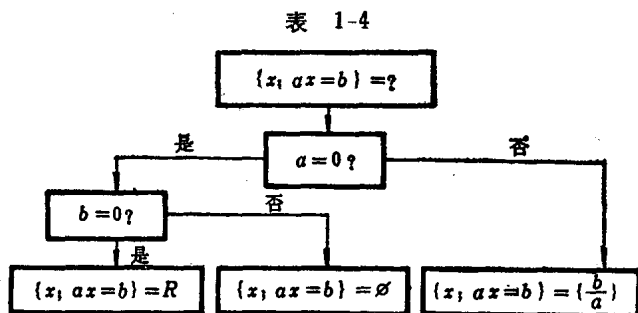 表 1-4
{x; ax=b}=?
是
a=0?
否
b=0?
否
是
{x; ax=b}=R
{x; ax=b}=∅
{x; ax=b}={b/a}